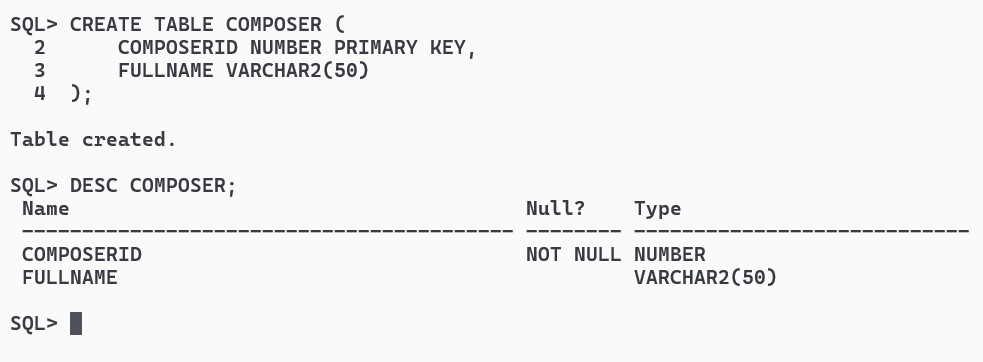 SQL> CREATE TABLE COMPOSER (
  2      COMPOSERID NUMBER PRIMARY KEY,
  3      FULLNAME VARCHAR2(50)
  4  );
Table created.
SQL> DESC COMPOSER;
 Name                                      Null?    Type
 ----------------------------------------- -------- ----------------------------
 COMPOSERID                                NOT NULL NUMBER
 FULLNAME                                           VARCHAR2(50)
SQL>